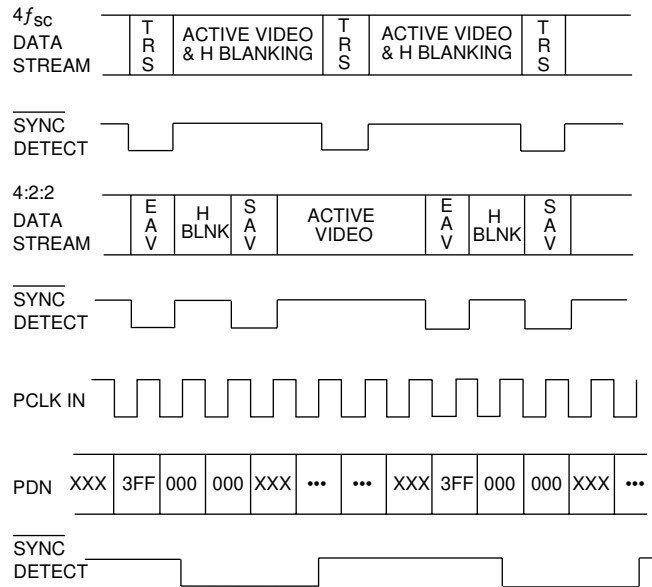 4fSC
DATA
STREAM
T
R
S
ACTIVE VIDEO
& H BLANKING
T
R
S
ACTIVE VIDEO
& H BLANKING
T
R
S
SYNC
DETECT
4:2:2
DATA
STREAM
E
A
V
H
BLNK
S
A
V
ACTIVE
VIDEO
E
A
V
H
BLNK
S
A
V
SYNC
DETECT
PCLK IN
PDN XXX 3FF 000 000 XXX ••• ••• XXX 3FF 000 000 XXX •••
SYNC
DETECT